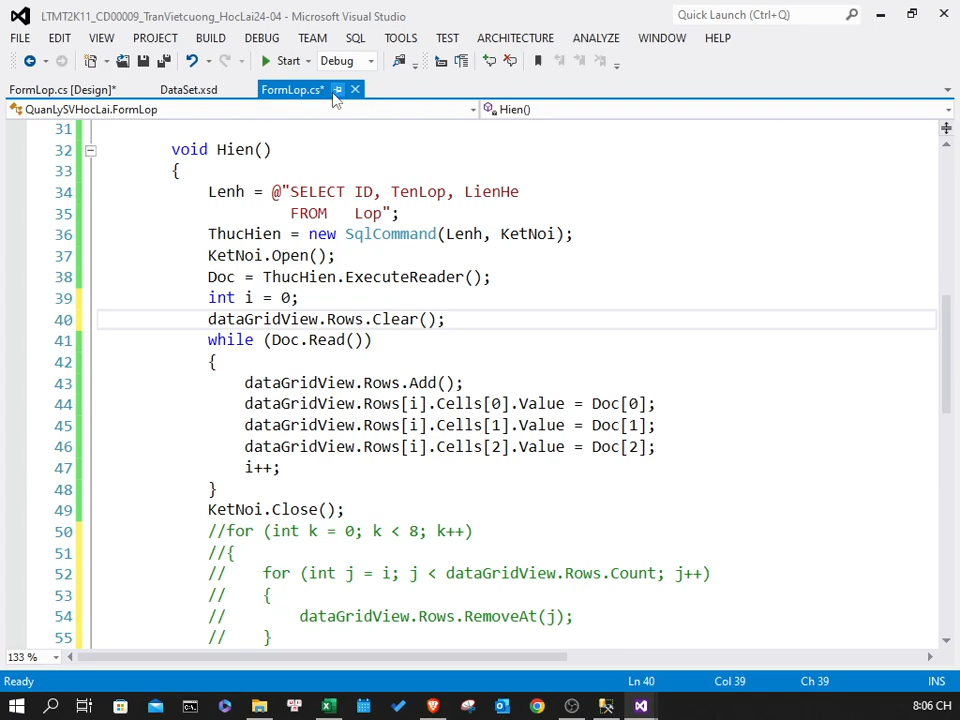 LTMT2K11_CD00009_TranVietcuong_HocLai24-04 - Microsoft Visual Studio
Quick Launch (Ctrl+Q)
FILE EDIT VIEW PROJECT BUILD DEBUG TEAM SQL TOOLS TEST ARCHITECTURE ANALYZE WINDOW HELP
Start Debug
FormLop.cs [Design]* DataSet.xsd FormLop.cs*
QuanLySVHocLai.FormLop Hien()
31
32 void Hien()
33 {
34 Lenh = @"SELECT ID, TenLop, LienHe
35 FROM Lop";
36 ThucHien = new SqlCommand(Lenh, KetNoi);
37 KetNoi.Open();
38 Doc = ThucHien.ExecuteReader();
39 int i = 0;
40 dataGridView.Rows.Clear();
41 while (Doc.Read())
42 {
43 dataGridView.Rows.Add();
44 dataGridView.Rows[i].Cells[0].Value = Doc[0];
45 dataGridView.Rows[i].Cells[1].Value = Doc[1];
46 dataGridView.Rows[i].Cells[2].Value = Doc[2];
47 i++;
48 }
49 KetNoi.Close();
50 //for (int k = 0; k < 8; k++)
51 //{
52 // for (int j = i; j < dataGridView.Rows.Count; j++)
53 // {
54 // dataGridView.Rows.RemoveAt(j);
55 // }
133 %
Ready Ln 40 Col 39 Ch 39 INS
8:06 CH